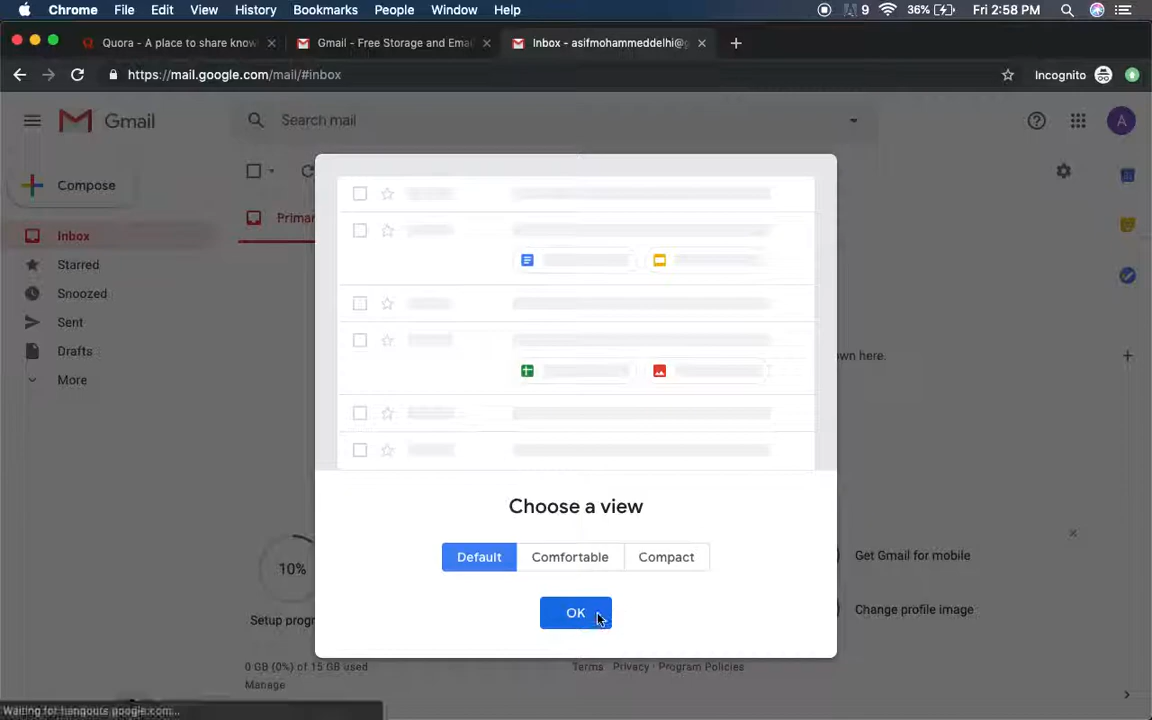 Chrome File Edit View History Bookmarks People Window Help 9 36% Fri 2:58 PM
Quora - A place to share know Gmail - Free Storage and Emai Inbox - asifmohammeddelhi@g
https://mail.google.com/mail/#inbox Incognito
Gmail Search mail A
Compose
Primar
Inbox
Starred
Snoozed
Sent
Drafts
More
own here.
Choose a view
Default Comfortable Compact
OK
10%
Get Gmail for mobile
Setup progr
Change profile image
0 GB (0%) of 15 GB used
Manage
Terms · Privacy · Program Policies
Waiting for hangouts.google.com...